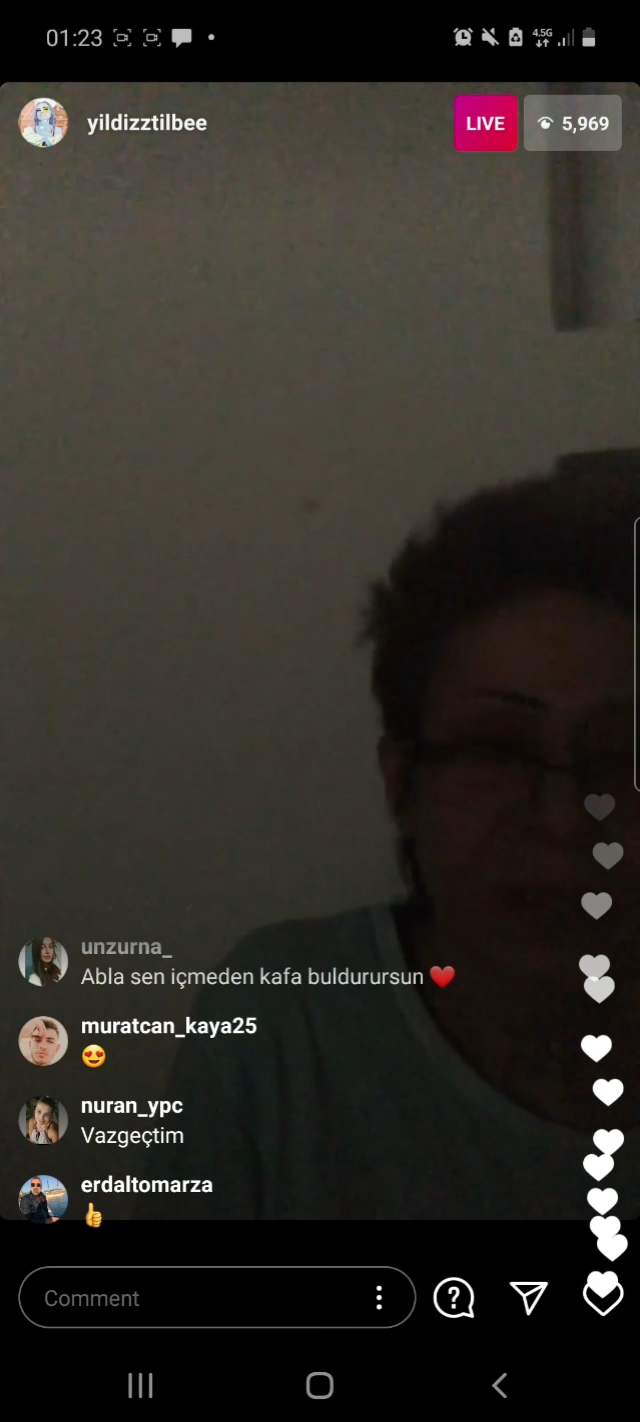 01:23
4.5G
yildizztilbee
LIVE
5,969
unzurna_
Abla sen içmeden kafa buldurursun
muratcan_kaya25
nuran_ypc
Vazgeçtim
erdaltomarza
Comment